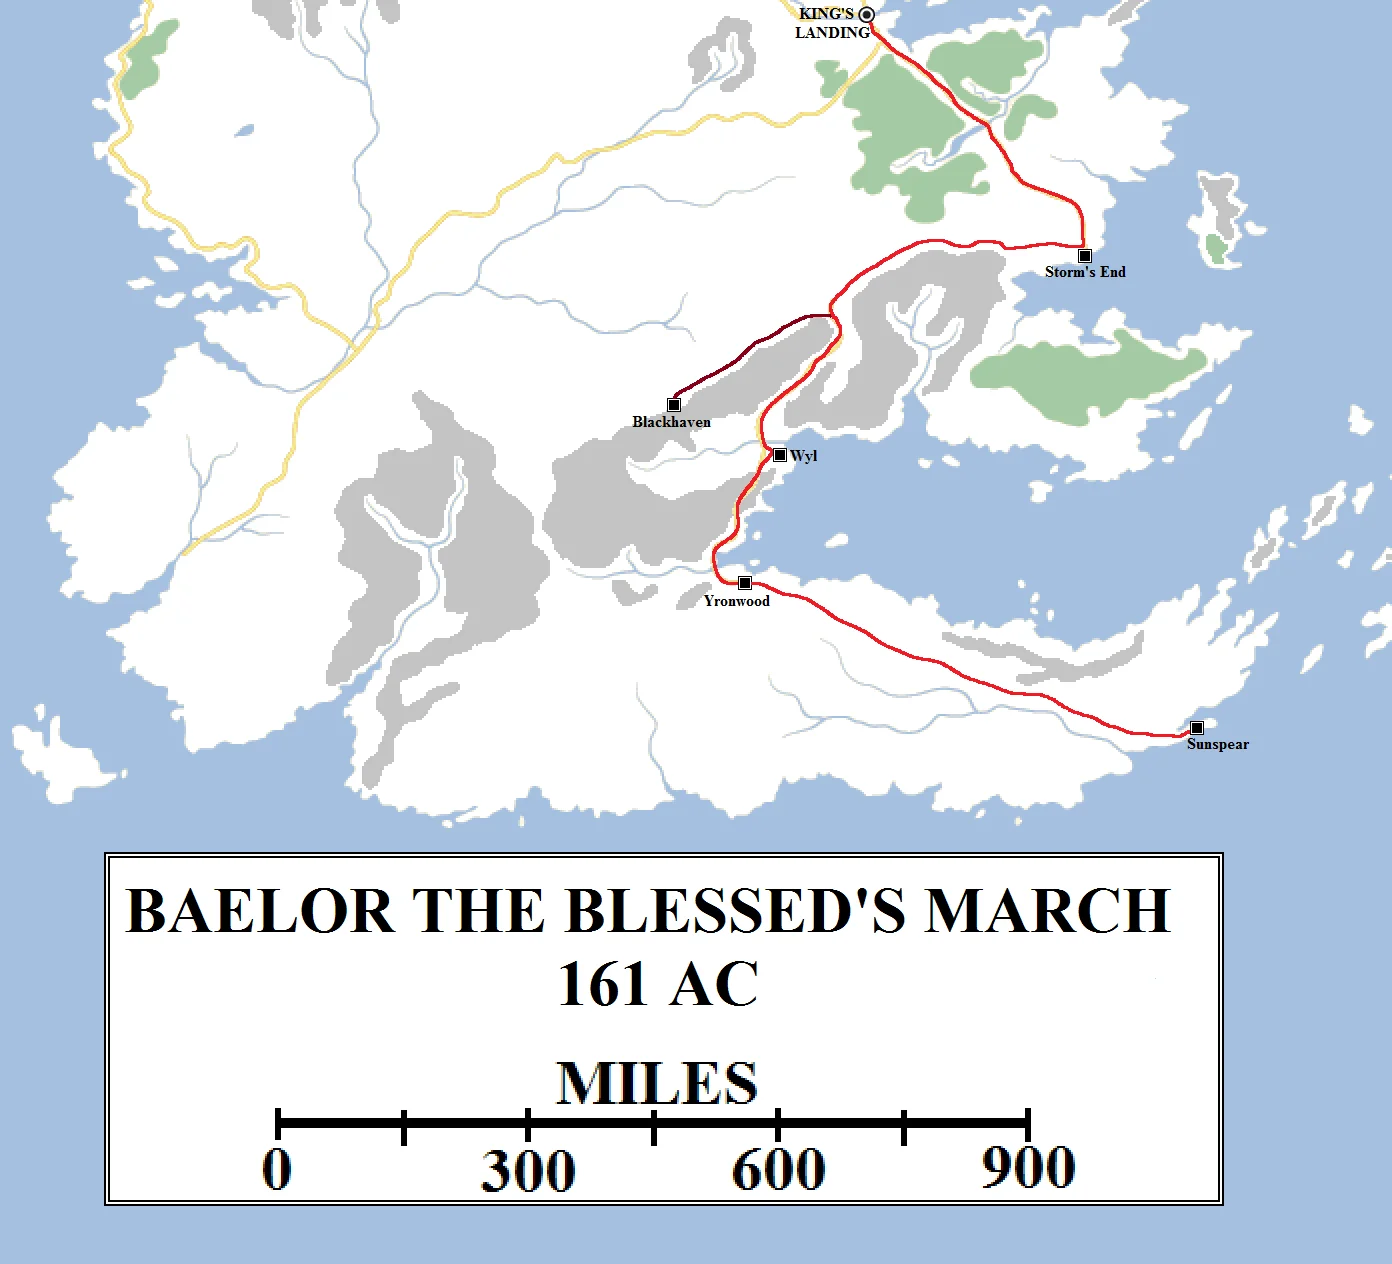 KING'S
LANDING
Storm's End
Blackhaven
Wyl
Yronwood
Sunspear
BAELOR THE BLESSED'S MARCH
161 AC
MILES
0 300 600 900